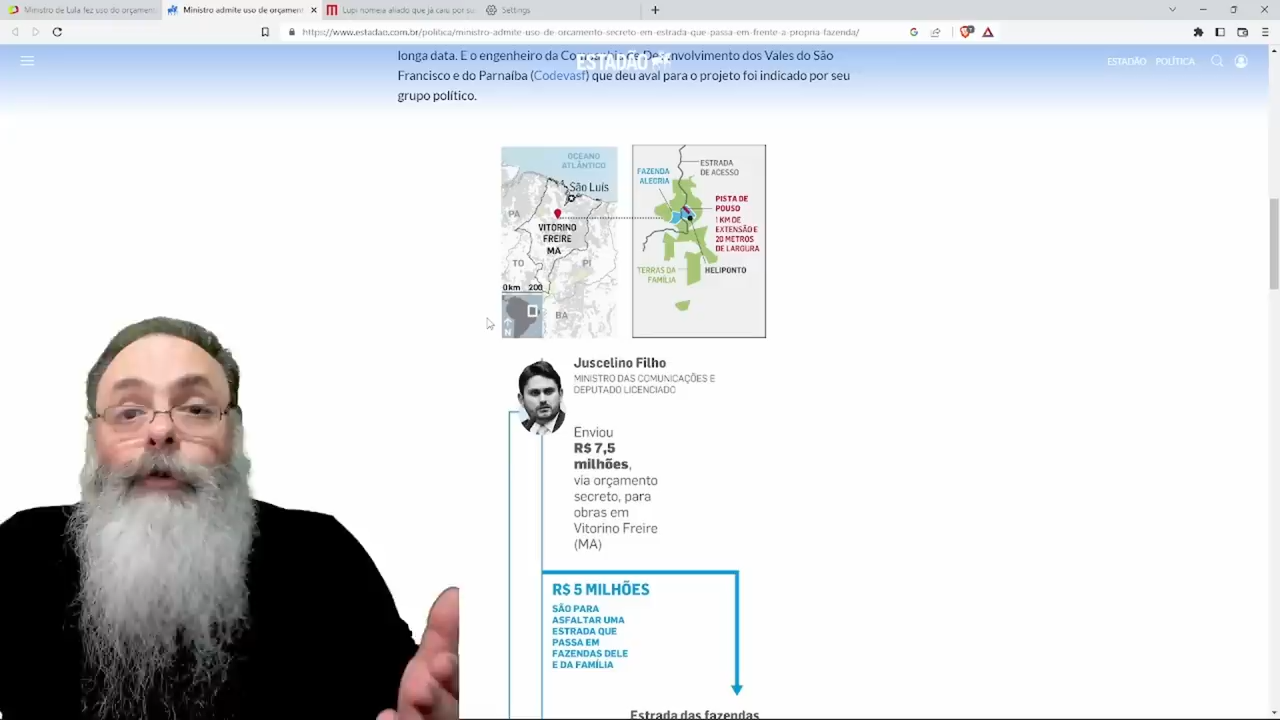 Ministro de Lula fez uso de orçament
Ministro admite uso de orçament
Lupi nomeia aliado que já caiu por su
Settings
https://www.estadao.com.br/politica/ministro-admite-uso-de-orcamento-secreto-em-estrada-que-passa-em-frente-a-propria-fazenda/
longa data. E o engenheiro da Companhia de Desenvolvimento dos Vales do São
ESTADÃO
ESTADÃO POLÍTICA
Francisco e do Parnaíba (Codevasf) que deu aval para o projeto foi indicado por seu
grupo político.
OCEANO
ATLÂNTICO
São Luís
PA
VITORINO
FREIRE
MA
TO
PI
0 km 200
BA
N
ESTRADA
DE ACESSO
FAZENDA
ALEGRIA
PISTA DE
POUSO
1 KM DE
EXTENSÃO E
20 METROS
DE LARGURA
TERRAS DA
FAMÍLIA
HELIPONTO
Juscelino Filho
MINISTRO DAS COMUNICAÇÕES E
DEPUTADO LICENCIADO
Enviou
R$ 7,5
milhões,
via orçamento
secreto, para
obras em
Vitorino Freire
(MA)
R$ 5 MILHÕES
SÃO PARA
ASFALTAR UMA
ESTRADA QUE
PASSA EM
FAZENDAS DELE
E DA FAMÍLIA
Estrada das fazendas